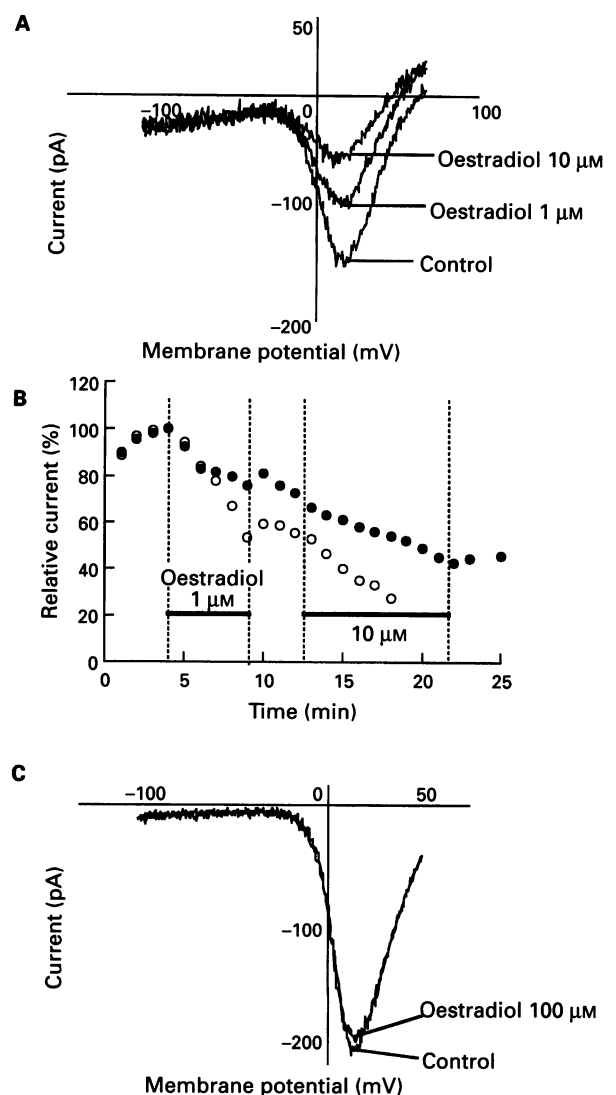 A
50
−100
0
100
Oestradiol 10 μM
−100
Oestradiol 1 μM
Control
−200
Current (pA)
Membrane potential (mV)
B
120
100
80
60
40
20
0
Relative current (%)
Oestradiol
1 μM
10 μM
0
5
10
15
20
25
Time (min)
C
−100
0
50
−100
Oestradiol 100 μM
−200
Control
Current (pA)
Membrane potential (mV)